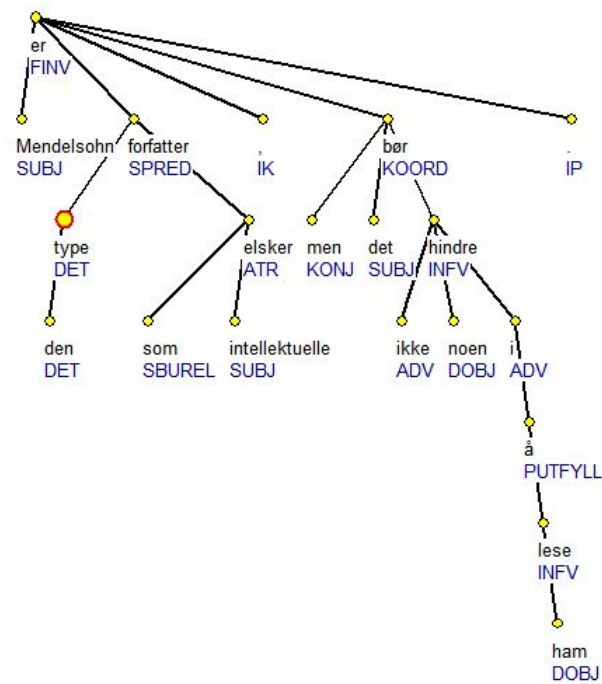 er
FINV
Mendelsohn forfatter , bør .
SUBJ SPRED IK KOORD IP
type elsker men det hindre
DET ATR KONJ SUBJ INFV
den som intellektuelle ikke noen i
DET SBUREL SUBJ ADV DOBJ ADV
å
PUTFYLL
lese
INFV
ham
DOBJ